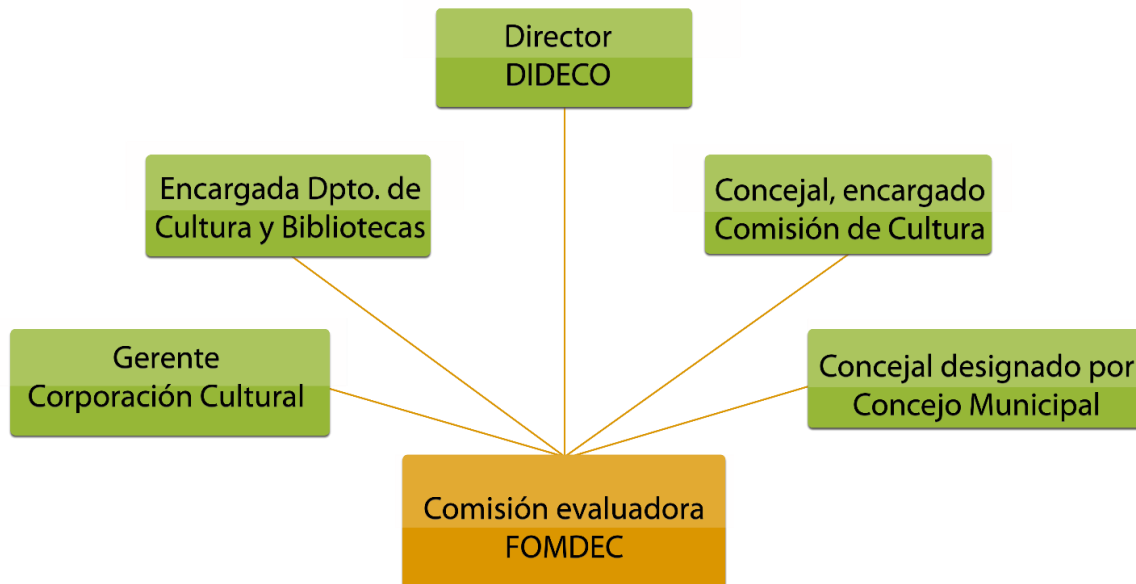 Director
DIDECO
Encargada Dpto. de
Cultura y Bibliotecas
Concejal, encargado
Comisión de Cultura
Gerente
Corporación Cultural
Concejal designado por
Concejo Municipal
Comisión evaluadora
FOMDEC